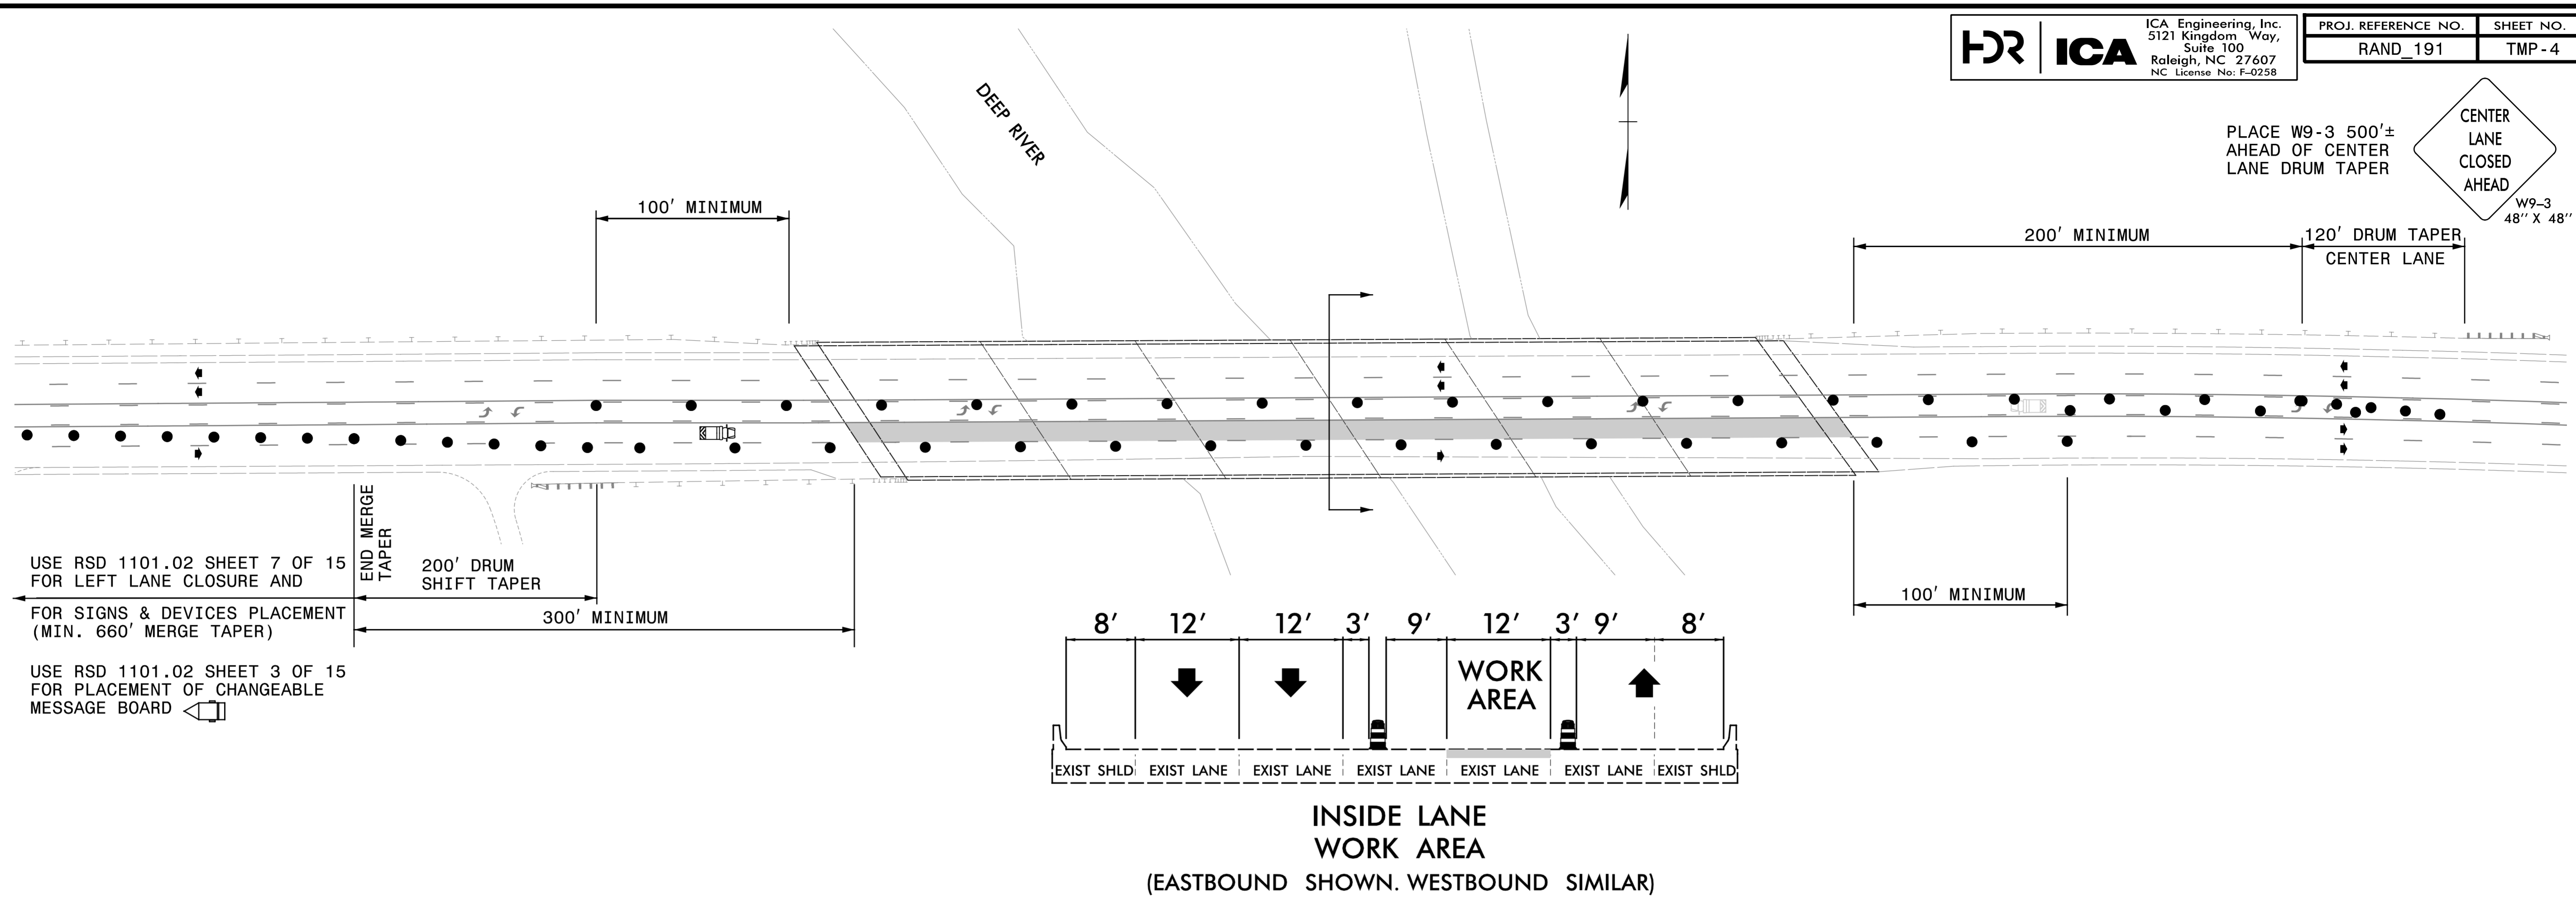 HDR
ICA
ICA Engineering, Inc.
5121 Kingdom Way,
Suite 100
Raleigh, NC 27607
NC License No: F-0258
PROJ. REFERENCE NO.
SHEET NO.
RAND_191
TMP-4
DEEP RIVER
PLACE W9-3 500'±
AHEAD OF CENTER
LANE DRUM TAPER
CENTER
LANE
CLOSED
AHEAD
W9-3
48'' X 48''
100' MINIMUM
200' MINIMUM
120' DRUM TAPER
CENTER LANE
END MERGE
TAPER
USE RSD 1101.02 SHEET 7 OF 15
FOR LEFT LANE CLOSURE AND
FOR SIGNS & DEVICES PLACEMENT
(MIN. 660' MERGE TAPER)
200' DRUM
SHIFT TAPER
300' MINIMUM
100' MINIMUM
USE RSD 1101.02 SHEET 3 OF 15
FOR PLACEMENT OF CHANGEABLE
MESSAGE BOARD
8' 12' 12' 3' 9' 12' 3' 9' 8'
WORK
AREA
EXIST SHLD EXIST LANE EXIST LANE EXIST LANE EXIST LANE EXIST LANE EXIST SHLD
INSIDE LANE
WORK AREA
(EASTBOUND SHOWN. WESTBOUND SIMILAR)